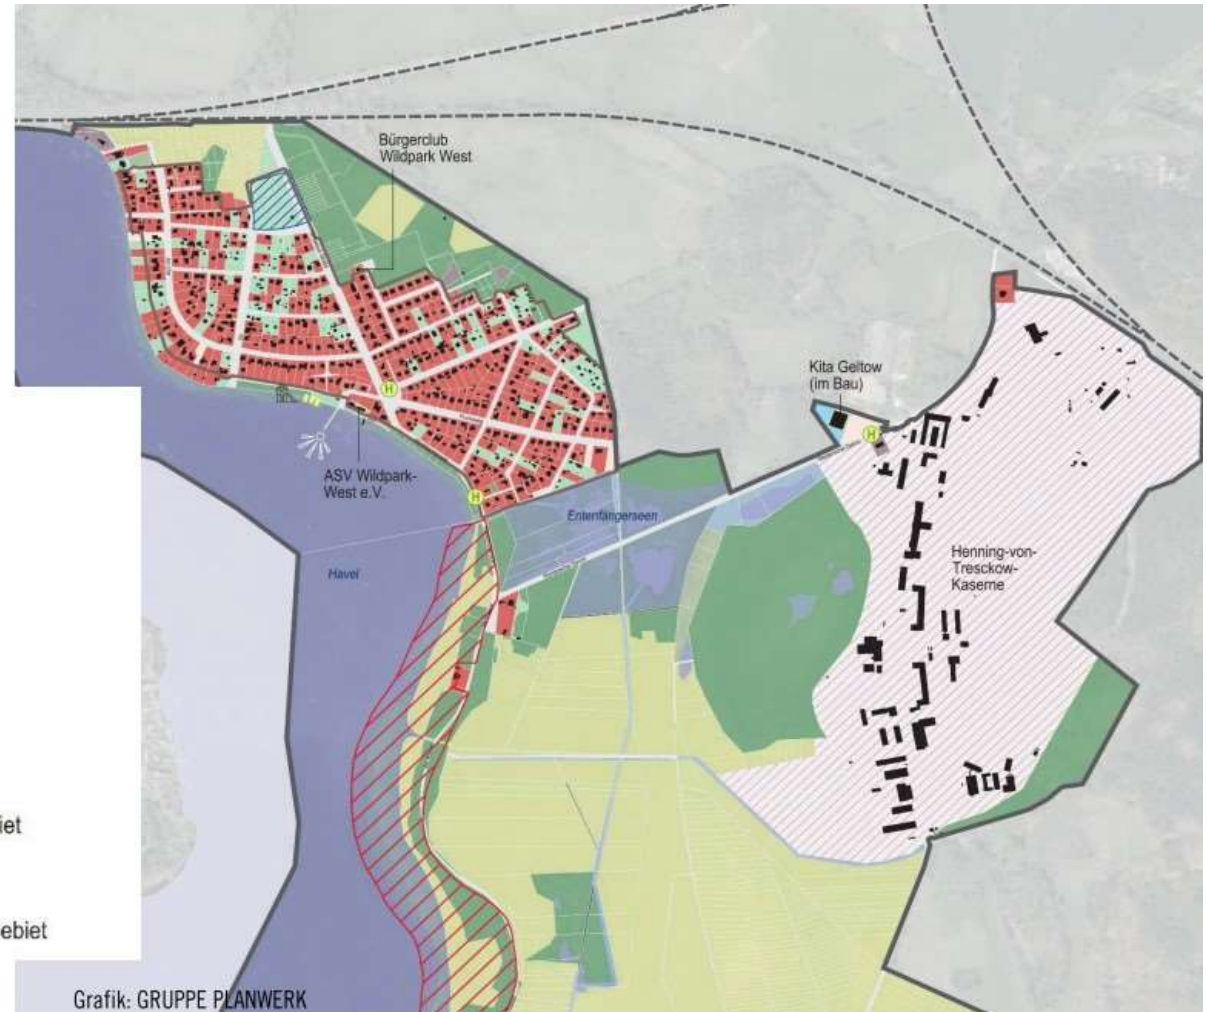 Bürgerclub
Wildpark West
Kita Geltow
(im Bau)
H
H
ASV Wildpark-
West e.V.
H
Entenfängerseen
Havel
Henning-von-
Tresckow-
Kaserne
iet
ebiet
Grafik: GRUPPE PLANWERK